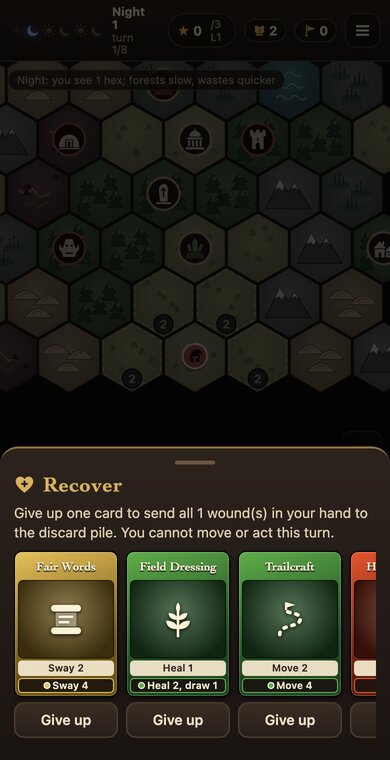 Night
1
turn
1/8
0
/3
L1
2
0
Night: you see 1 hex; forests slow, wastes quicker
2
2
2
2
Recover
Give up one card to send all 1 wound(s) in your hand to
the discard pile. You cannot move or act this turn.
Fair Words
Field Dressing
Trailcraft
H
Sway 2
Heal 1
Move 2
Sway 4
Heal 2, draw 1
Move 4
Give up
Give up
Give up